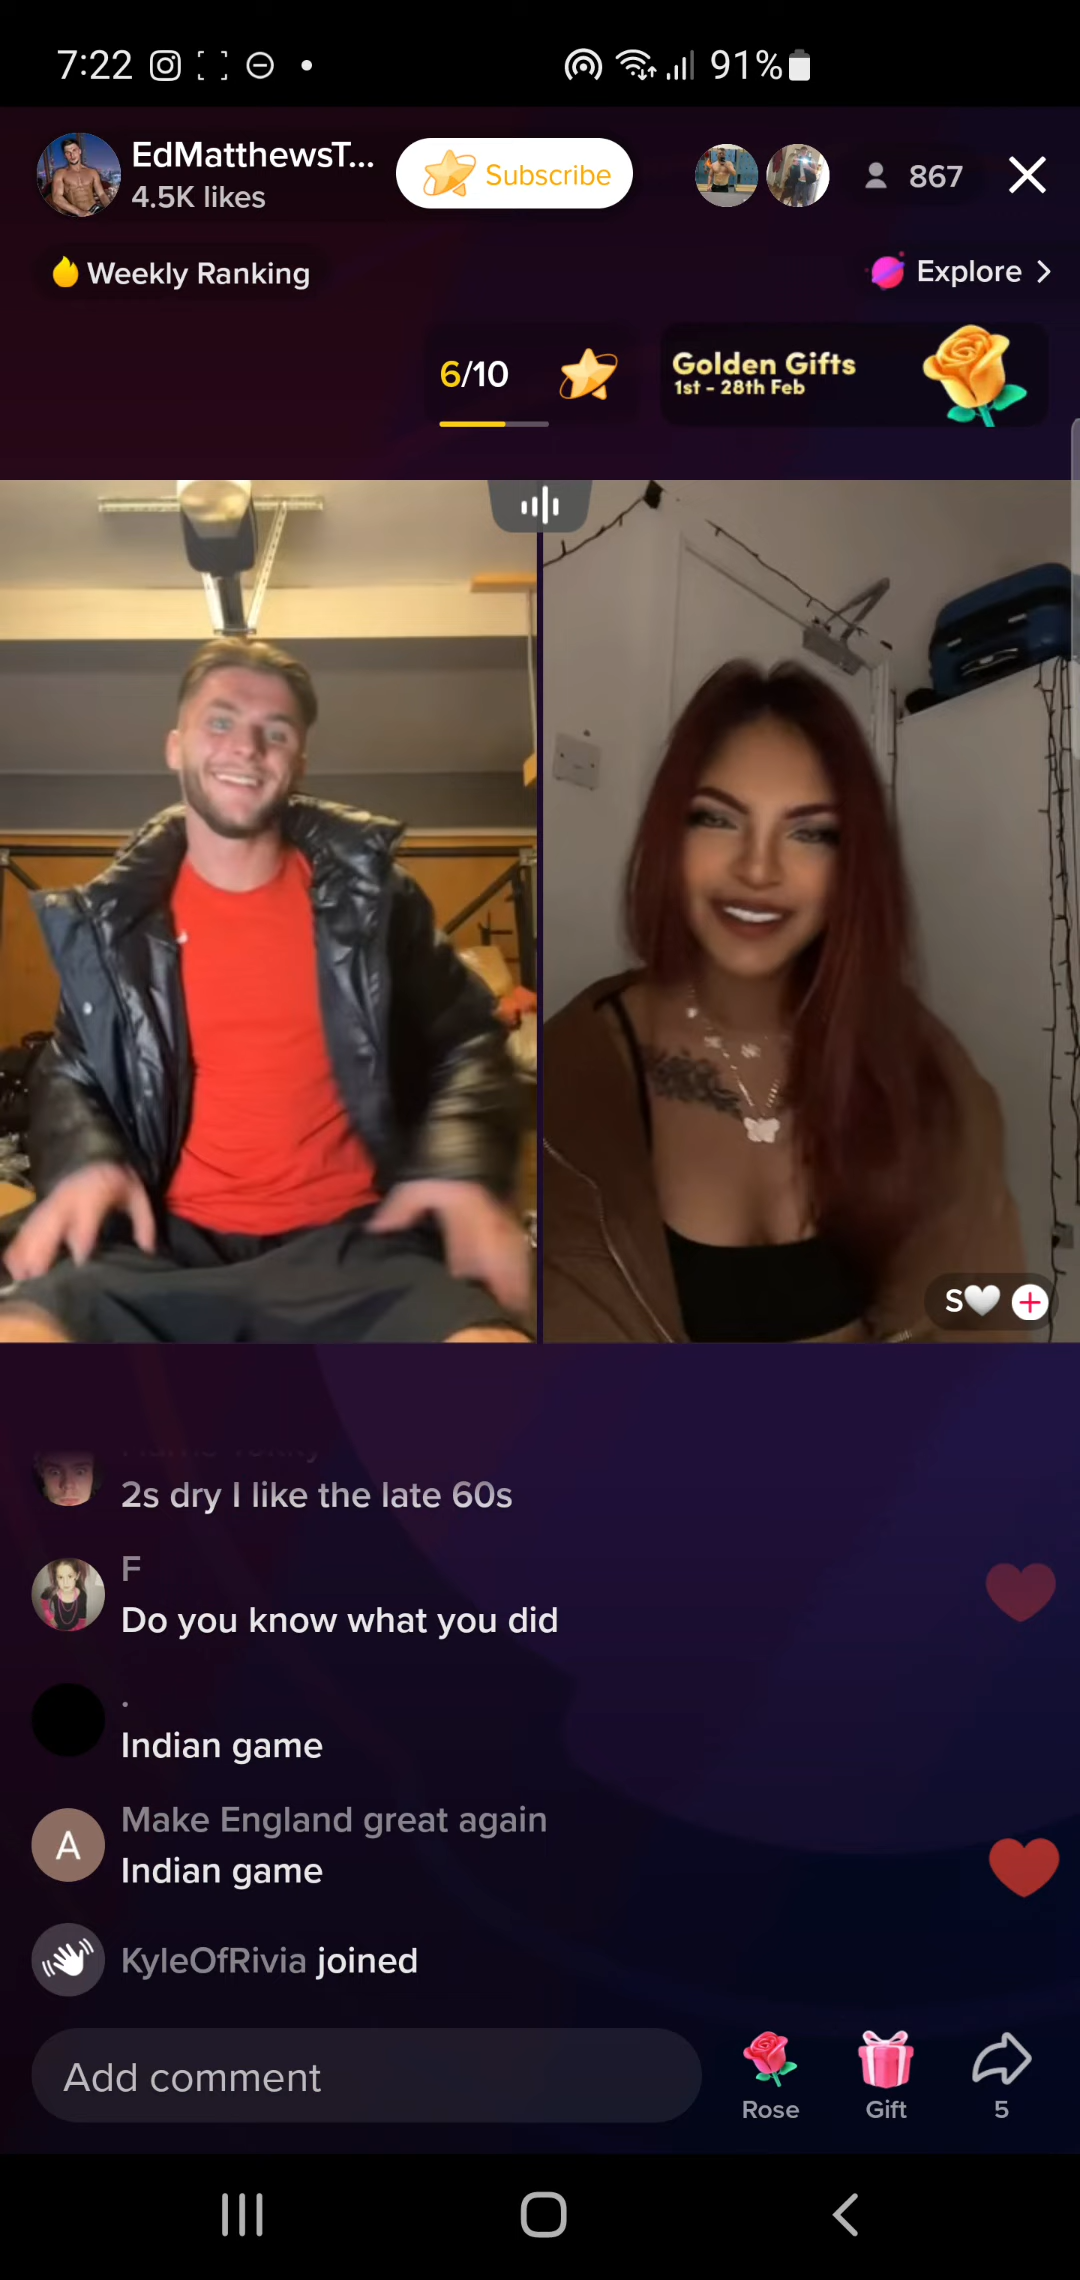 7:22
91%
EdMatthewsT...
4.5K likes
Subscribe
867
Weekly Ranking
Explore
6/10
Golden Gifts
1st - 28th Feb
S🤍
2s dry I like the late 60s
F
Do you know what you did
.
Indian game
A
Make England great again
Indian game
KyleOfRivia joined
Add comment
Rose
Gift
5